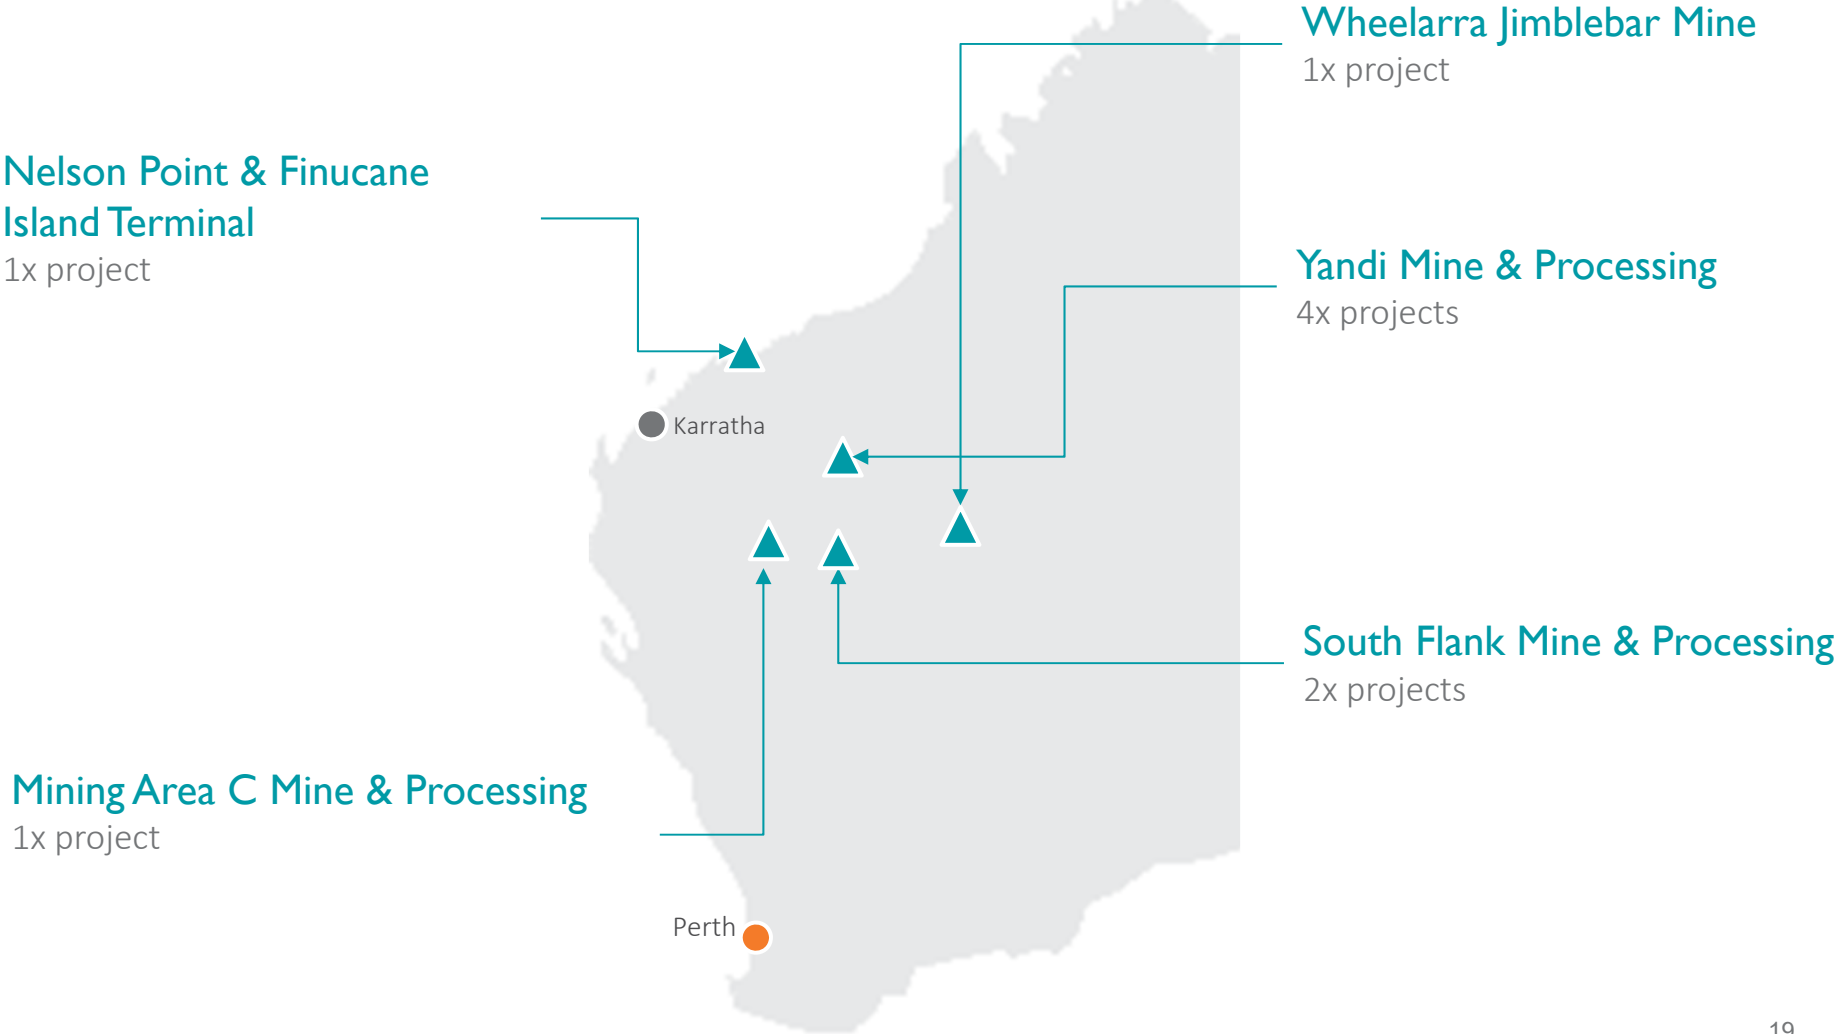 Wheelarra Jimblebar Mine
1x project
Nelson Point & Finucane
Island Terminal
1x project
Yandi Mine & Processing
4x projects
Karratha
South Flank Mine & Processing
2x projects
Mining Area C Mine & Processing
1x project
Perth
19